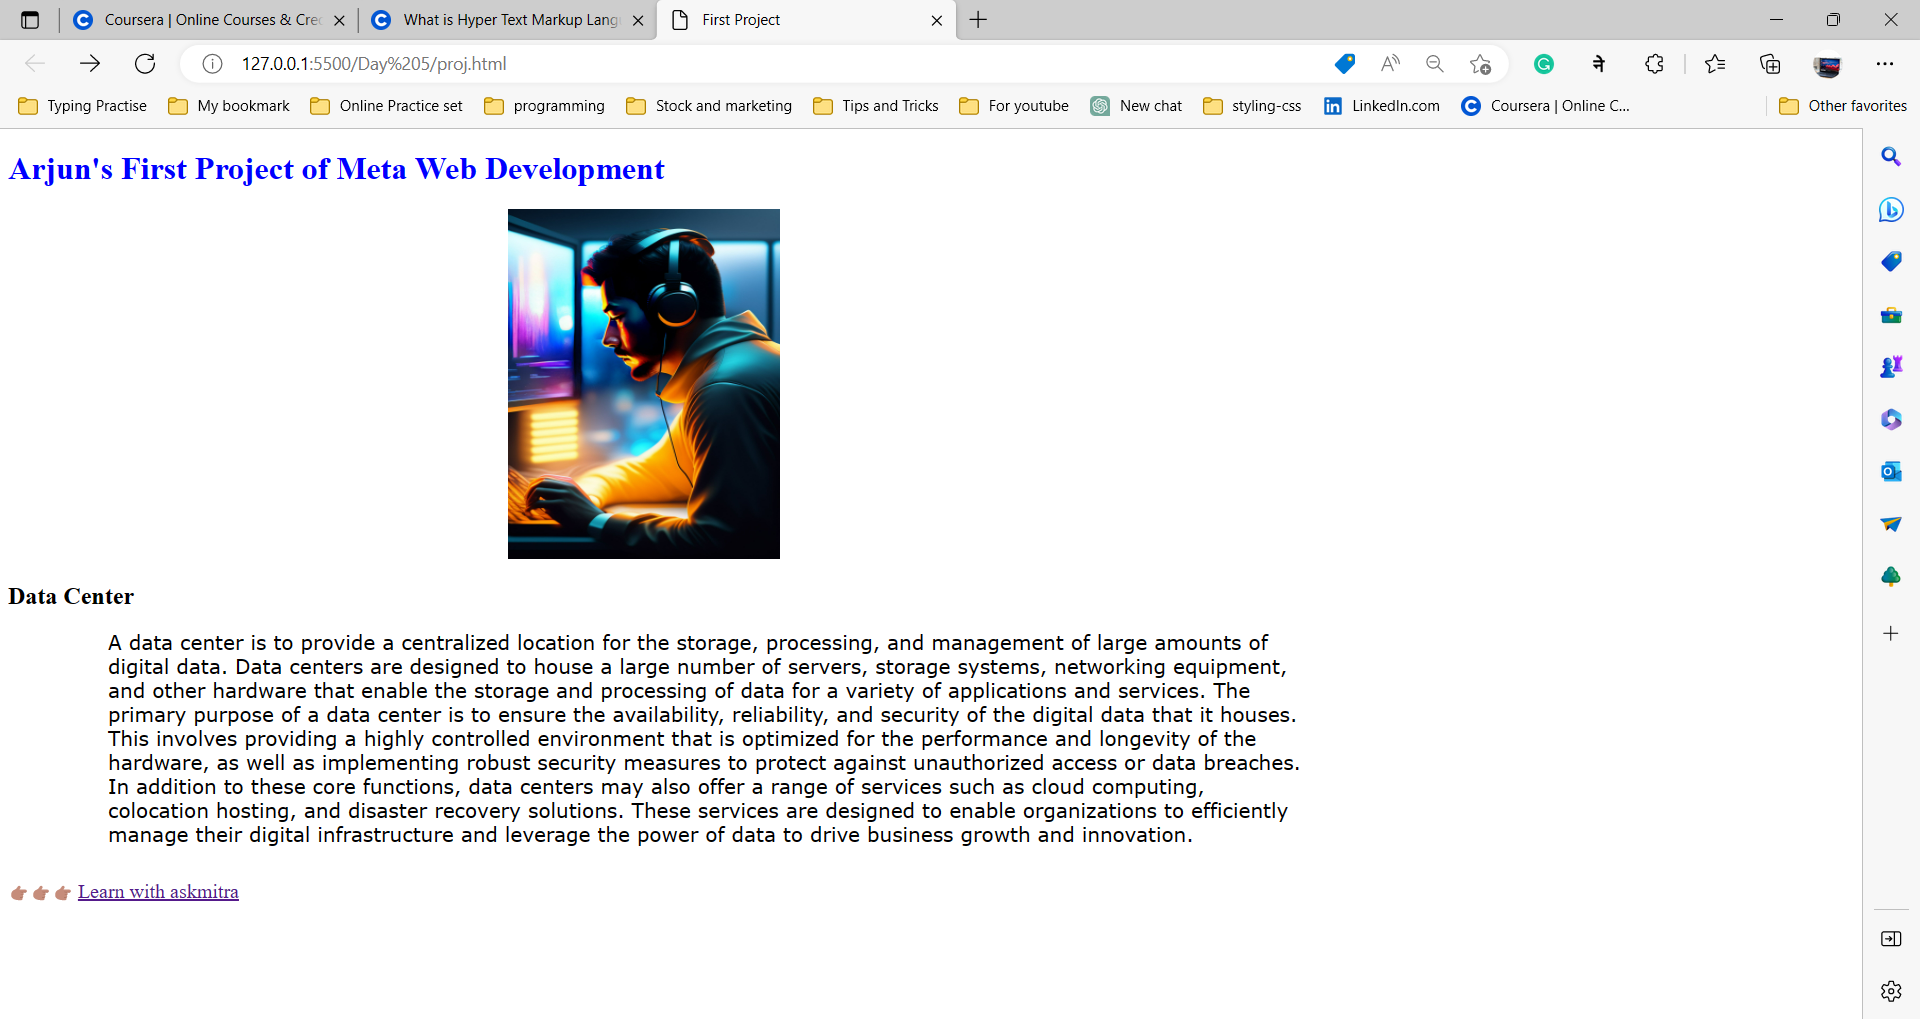 Coursera | Online Courses & Cre
What is Hyper Text Markup Lang
First Project
127.0.0.1:5500/Day%205/proj.html
ने
Typing Practise
My bookmark
Online Practice set
programming
Stock and marketing
Tips and Tricks
For youtube
New chat
styling-css
LinkedIn.com
Coursera | Online C...
Other favorites
Arjun's First Project of Meta Web Development
Data Center
A data center is to provide a centralized location for the storage, processing, and management of large amounts of
digital data. Data centers are designed to house a large number of servers, storage systems, networking equipment,
and other hardware that enable the storage and processing of data for a variety of applications and services. The
primary purpose of a data center is to ensure the availability, reliability, and security of the digital data that it houses.
This involves providing a highly controlled environment that is optimized for the performance and longevity of the
hardware, as well as implementing robust security measures to protect against unauthorized access or data breaches.
In addition to these core functions, data centers may also offer a range of services such as cloud computing,
colocation hosting, and disaster recovery solutions. These services are designed to enable organizations to efficiently
manage their digital infrastructure and leverage the power of data to drive business growth and innovation.
👉🏽👉🏽👉🏽 Learn with askmitra